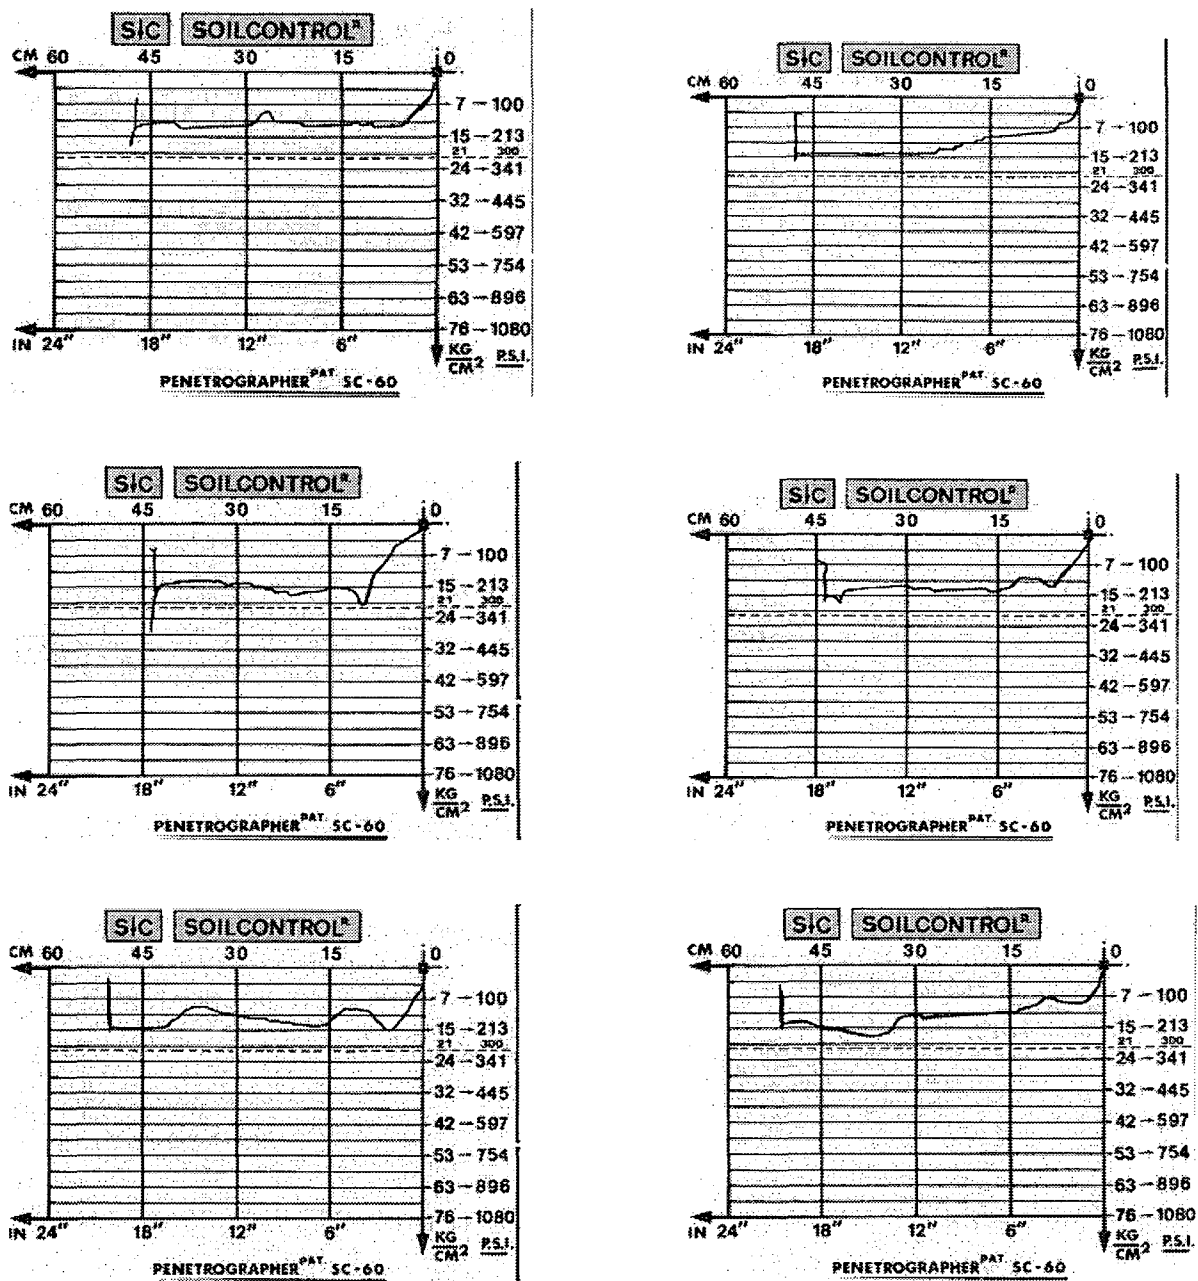 S↓C SOILCONTROL®
CM 60 45 30 15 0
7 - 100
15 - 213
21 300
24 - 341
32 - 445
42 - 597
53 - 754
63 - 896
76 - 1080
IN 24" 18" 12" 6" KG/CM² P.S.I.
PENETROGRAPHER PAT. SC-60
S↓C SOILCONTROL®
CM 60 45 30 15 0
7 - 100
15 - 213
21 300
24 - 341
32 - 445
42 - 597
53 - 754
63 - 896
76 - 1080
IN 24" 18" 12" 6" KG/CM² P.S.I.
PENETROGRAPHER PAT. SC-60
S↓C SOILCONTROL®
CM 60 45 30 15 0
7 - 100
15 - 213
21 300
24 - 341
32 - 445
42 - 597
53 - 754
63 - 896
76 - 1080
IN 24" 18" 12" 6" KG/CM² P.S.I.
PENETROGRAPHER PAT. SC-60
S↓C SOILCONTROL®
CM 60 45 30 15 0
7 - 100
15 - 213
21 300
24 - 341
32 - 445
42 - 597
53 - 754
63 - 896
76 - 1080
IN 24" 18" 12" 6" KG/CM² P.S.I.
PENETROGRAPHER PAT. SC-60
S↓C SOILCONTROL®
CM 60 45 30 15 0
7 - 100
15 - 213
21 300
24 - 341
32 - 445
42 - 597
53 - 754
63 - 896
76 - 1080
IN 24" 18" 12" 6" KG/CM² P.S.I.
PENETROGRAPHER PAT. SC-60
S↓C SOILCONTROL®
CM 60 45 30 15 0
7 - 100
15 - 213
21 300
24 - 341
32 - 445
42 - 597
53 - 754
63 - 896
76 - 1080
IN 24" 18" 12" 6" KG/CM² P.S.I.
PENETROGRAPHER PAT. SC-60